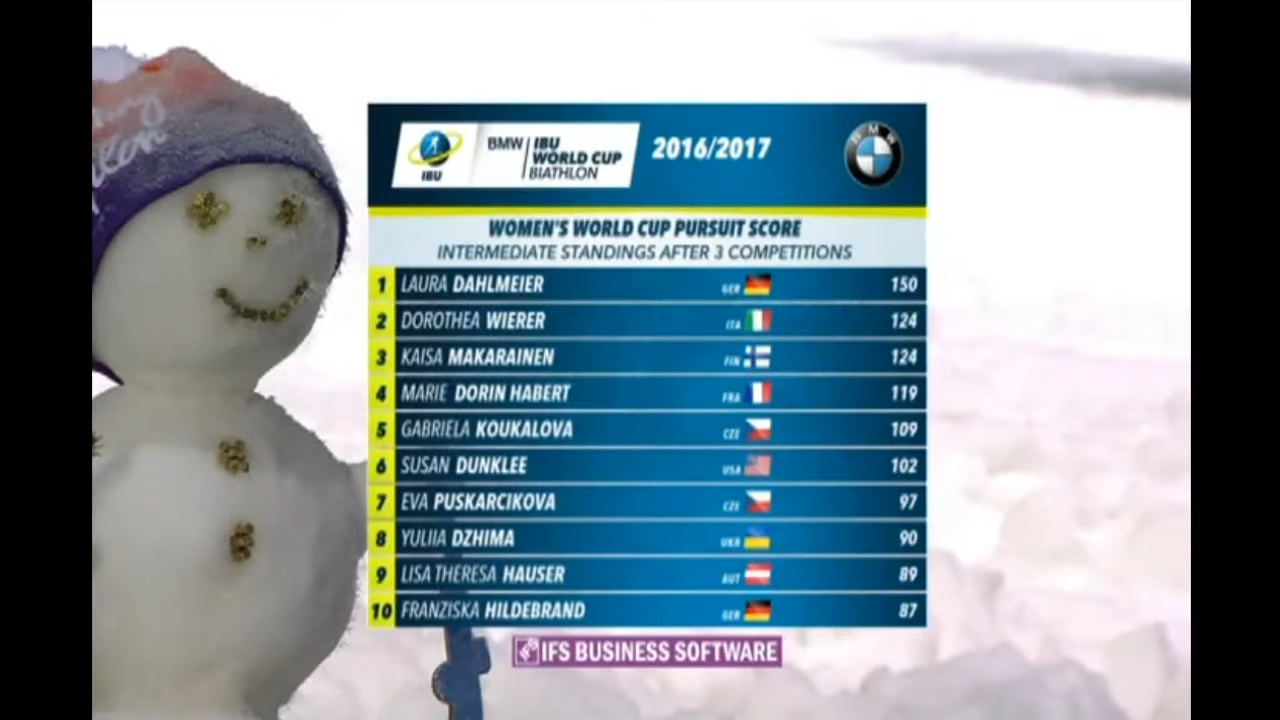 IBU
BMW IBU WORLD CUP BIATHLON
2016/2017
BMW
WOMEN'S WORLD CUP PURSUIT SCORE
INTERMEDIATE STANDINGS AFTER 3 COMPETITIONS
1 LAURA DAHLMEIER GER 150
2 DOROTHEA WIERER ITA 124
3 KAISA MAKARAINEN FIN 124
4 MARIE DORIN HABERT FRA 119
5 GABRIELA KOUKALOVA CZE 109
6 SUSAN DUNKLEE USA 102
7 EVA PUSKARCIKOVA CZE 97
8 YULIIA DZHIMA UKR 90
9 LISA THERESA HAUSER AUT 89
10 FRANZISKA HILDEBRAND GER 87
IFS BUSINESS SOFTWARE